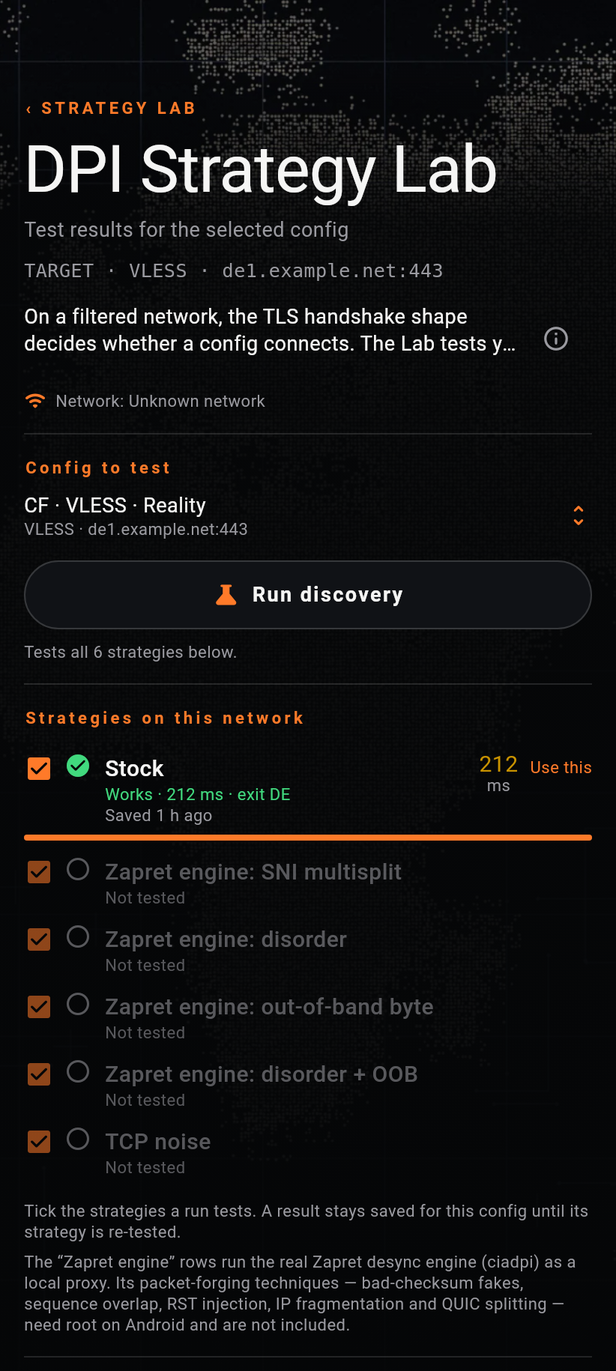 ‹ STRATEGY LAB
DPI Strategy Lab
Test results for the selected config
TARGET · VLESS · de1.example.net:443
On a filtered network, the TLS handshake shape
decides whether a config connects. The Lab tests y…
Network: Unknown network
Config to test
CF · VLESS · Reality
VLESS · de1.example.net:443
Run discovery
Tests all 6 strategies below.
Strategies on this network
Stock
212 ms
Use this
Works · 212 ms · exit DE
Saved 1 h ago
Zapret engine: SNI multisplit
Not tested
Zapret engine: disorder
Not tested
Zapret engine: out-of-band byte
Not tested
Zapret engine: disorder + OOB
Not tested
TCP noise
Not tested
Tick the strategies a run tests. A result stays saved for this config until its
strategy is re-tested.
The “Zapret engine” rows run the real Zapret desync engine (ciadpi) as a
local proxy. Its packet-forging techniques — bad-checksum fakes,
sequence overlap, RST injection, IP fragmentation and QUIC splitting —
need root on Android and are not included.